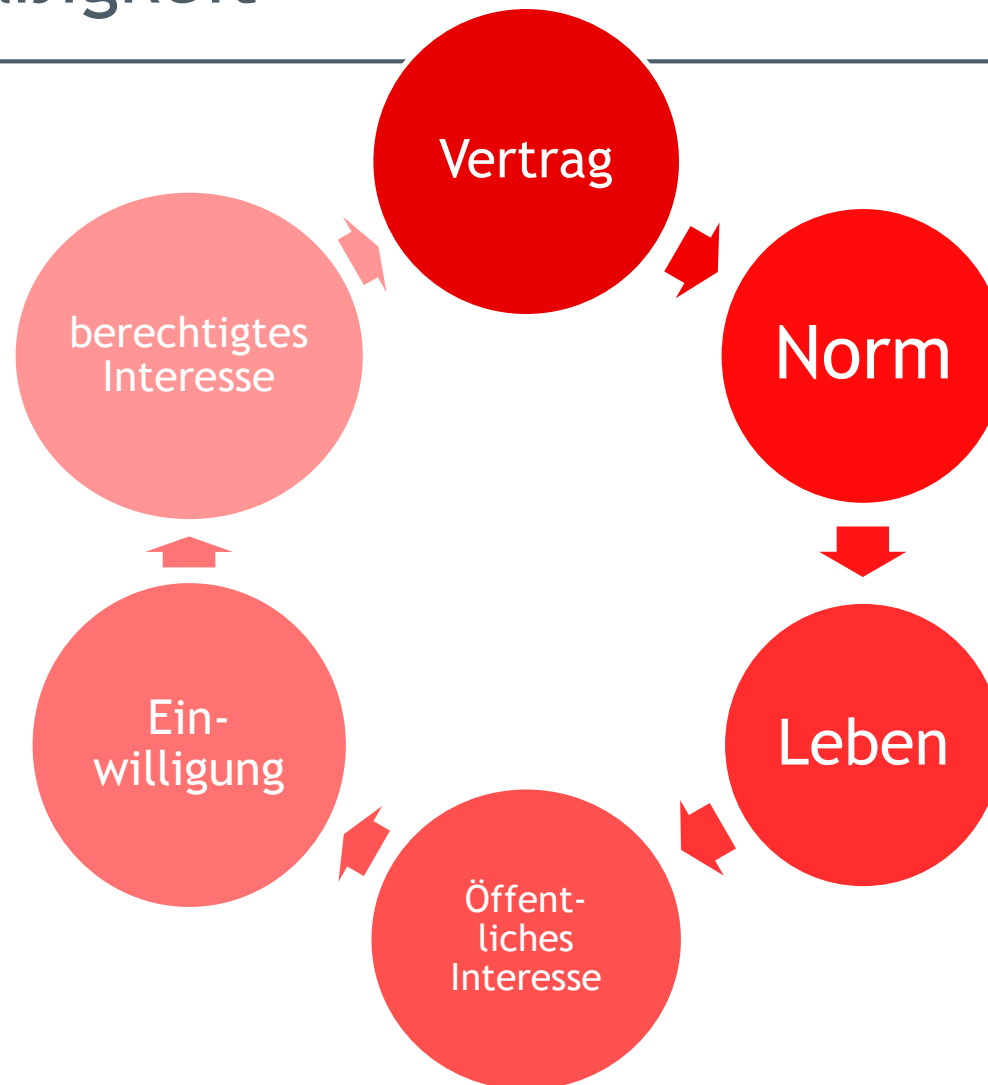 Vertrag
Norm
Leben
Öffent-
liches
Interesse
Ein-
willigung
berechtigtes
Interesse